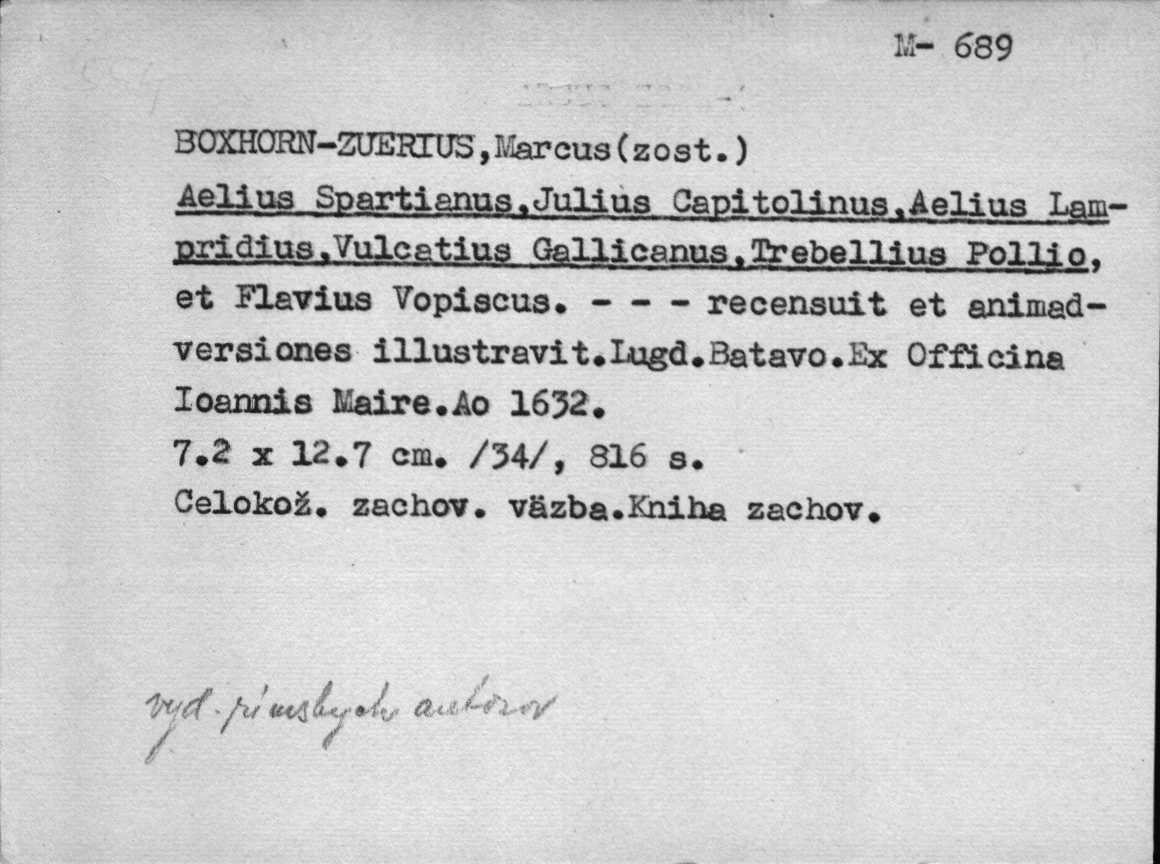 M- 689
BOXHORN-ZUERIUS,Marcus(zost.)
Aelius Spartianus,Julius Capitolinus,Aelius Lam-
pridius,Vulcatius Gallicanus,Trebellius Pollio,
et Flavius Vopiscus. - - - recensuit et animad-
versiones illustravit.Lugd.Batavo.Ex Officina
Ioannis Maire.Ao 1632.
7.2 x 12.7 cm. /34/, 816 s.
Celokož. zachov. väzba.Kniha zachov.
vyd. rímskych autorov